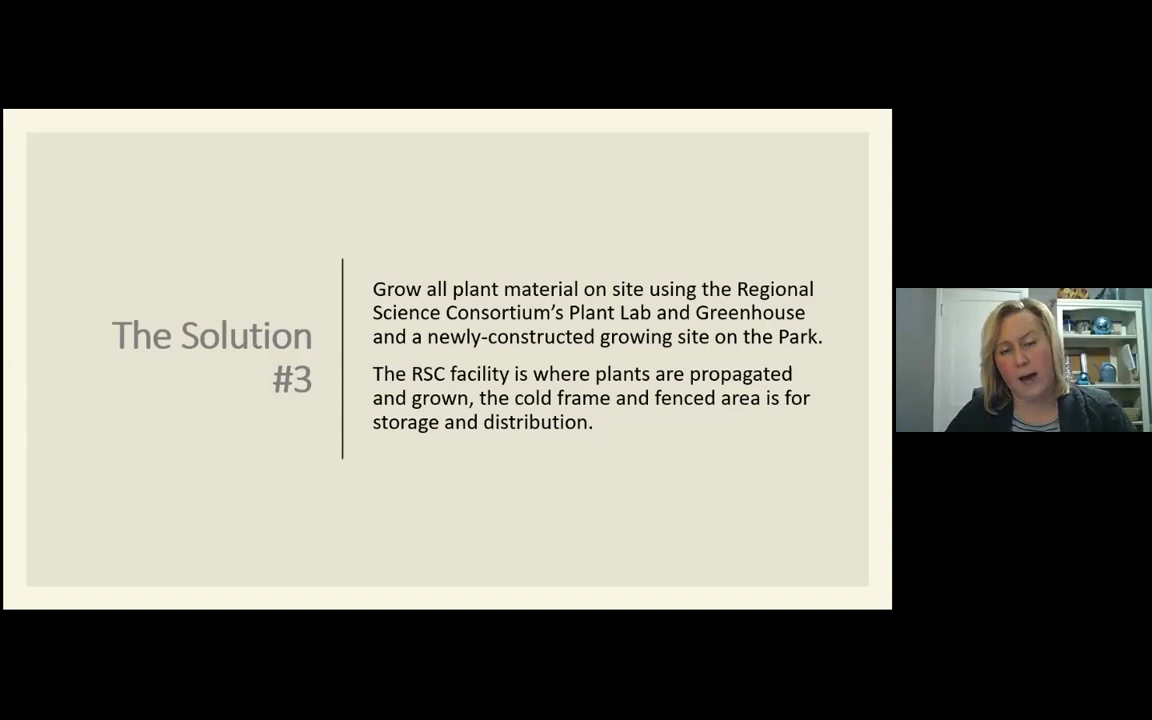 The Solution
#3
Grow all plant material on site using the Regional
Science Consortium’s Plant Lab and Greenhouse
and a newly-constructed growing site on the Park.
The RSC facility is where plants are propagated
and grown, the cold frame and fenced area is for
storage and distribution.